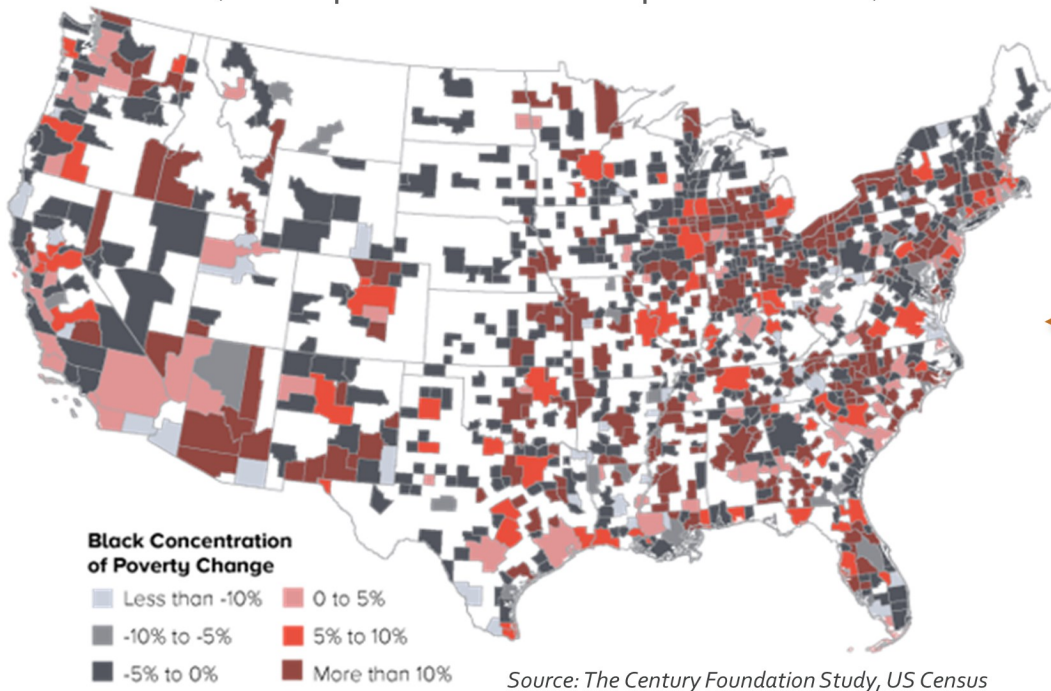 Black Concentration
of Poverty Change
Less than -10%
-10% to -5%
-5% to 0%
0 to 5%
5% to 10%
More than 10%
Source: The Century Foundation Study, US Census